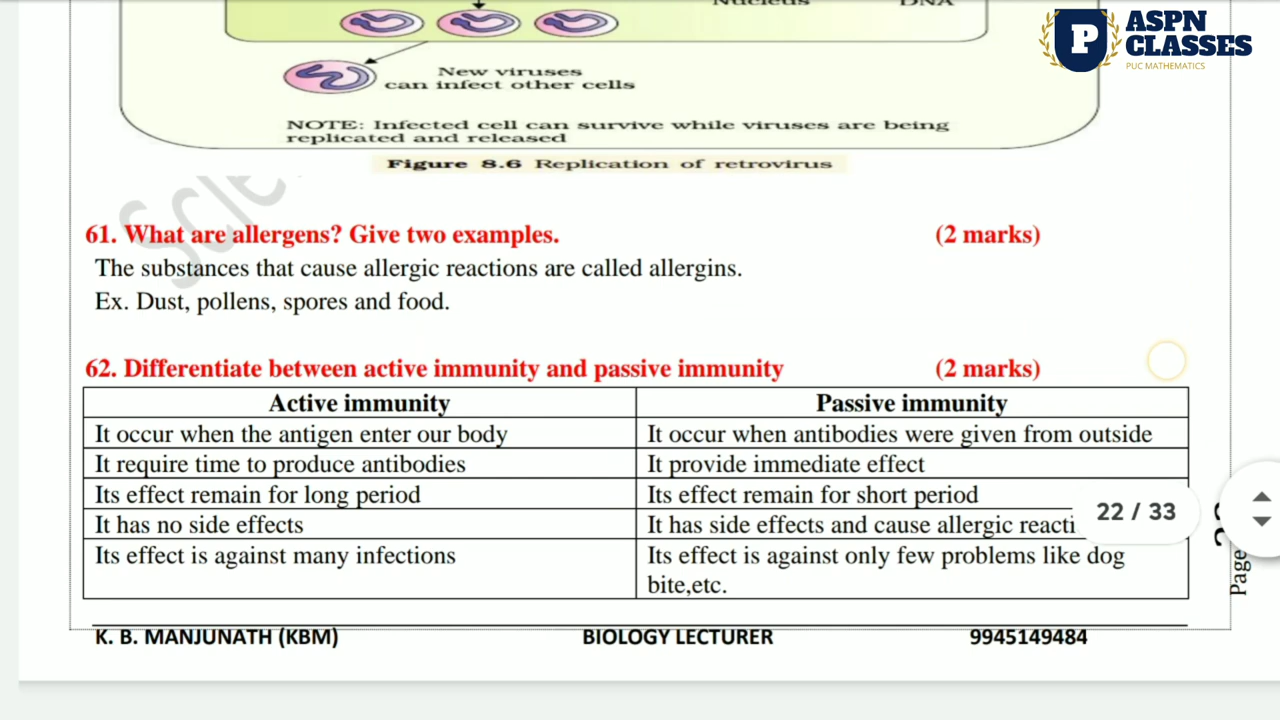 Nucleus DNA
ASPN
CLASSES
PUC MATHEMATICS
P
New viruses
can infect other cells
NOTE: Infected cell can survive while viruses are being
replicated and released
Figure 8.6 Replication of retrovirus
61. What are allergens? Give two examples. (2 marks)
The substances that cause allergic reactions are called allergins.
Ex. Dust, pollens, spores and food.
62. Differentiate between active immunity and passive immunity (2 marks)
Active immunity Passive immunity
It occur when the antigen enter our body It occur when antibodies were given from outside
It require time to produce antibodies It provide immediate effect
Its effect remain for long period Its effect remain for short period
It has no side effects It has side effects and cause allergic reacti
22 / 33
Its effect is against many infections Its effect is against only few problems like dog
bite,etc.
Page
K. B. MANJUNATH (KBM) BIOLOGY LECTURER 9945149484